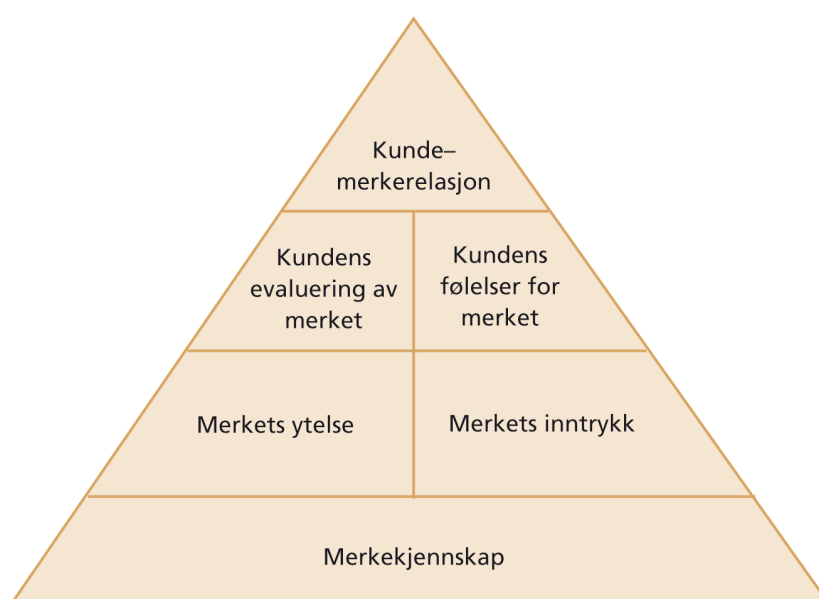 Kunde–
merkerelasjon
Kundens
evaluering av
merket
Kundens
følelser for
merket
Merkets ytelse
Merkets inntrykk
Merkekjennskap